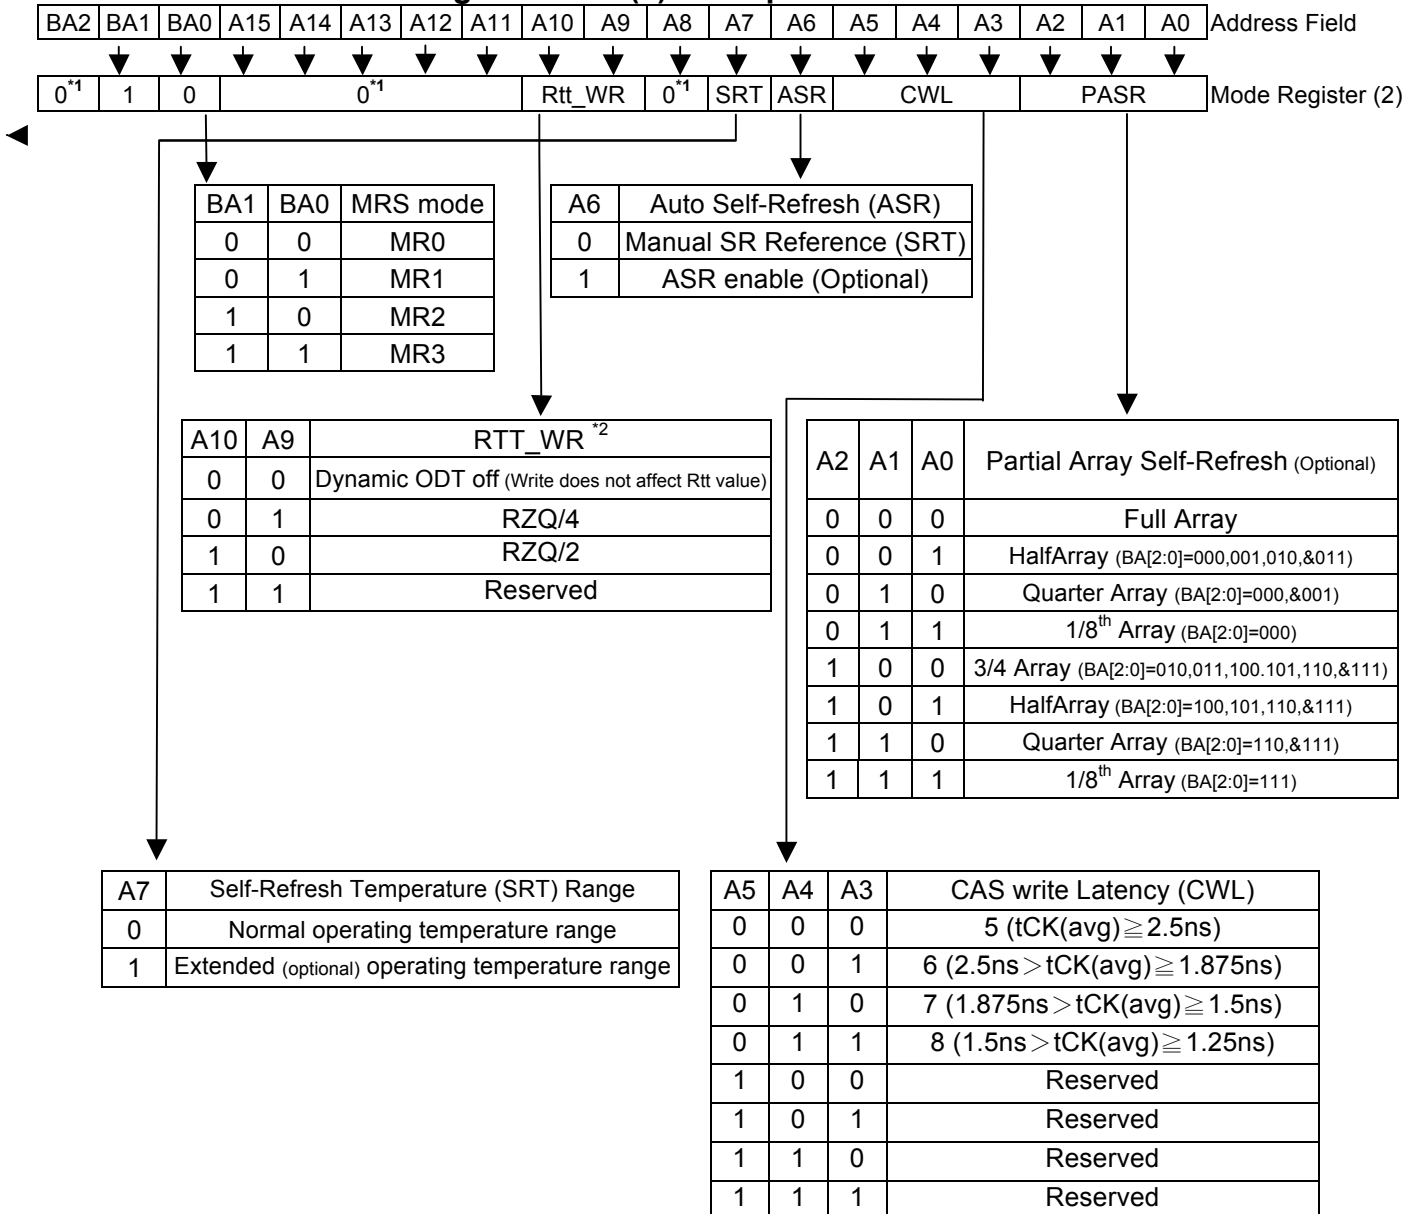 BA2 BA1 BA0 A15 A14 A13 A12 A11 A10 A9 A8 A7 A6 A5 A4 A3 A2 A1 A0 Address Field
0*1 1 0 0*1 Rtt_WR 0*1 SRT ASR CWL PASR Mode Register (2)
BA1 BA0 MRS mode
0 0 MR0
0 1 MR1
1 0 MR2
1 1 MR3
A6 Auto Self-Refresh (ASR)
0 Manual SR Reference (SRT)
1 ASR enable (Optional)
A10 A9 RTT_WR *2
0 0 Dynamic ODT off (Write does not affect Rtt value)
0 1 RZQ/4
1 0 RZQ/2
1 1 Reserved
A2 A1 A0 Partial Array Self-Refresh (Optional)
0 0 0 Full Array
0 0 1 HalfArray (BA[2:0]=000,001,010,&011)
0 1 0 Quarter Array (BA[2:0]=000,&001)
0 1 1 1/8th Array (BA[2:0]=000)
1 0 0 3/4 Array (BA[2:0]=010,011,100.101,110,&111)
1 0 1 HalfArray (BA[2:0]=100,101,110,&111)
1 1 0 Quarter Array (BA[2:0]=110,&111)
1 1 1 1/8th Array (BA[2:0]=111)
A7 Self-Refresh Temperature (SRT) Range
0 Normal operating temperature range
1 Extended (optional) operating temperature range
A5 A4 A3 CAS write Latency (CWL)
0 0 0 5 (tCK(avg)≧2.5ns)
0 0 1 6 (2.5ns＞tCK(avg)≧1.875ns)
0 1 0 7 (1.875ns＞tCK(avg)≧1.5ns)
0 1 1 8 (1.5ns＞tCK(avg)≧1.25ns)
1 0 0 Reserved
1 0 1 Reserved
1 1 0 Reserved
1 1 1 Reserved